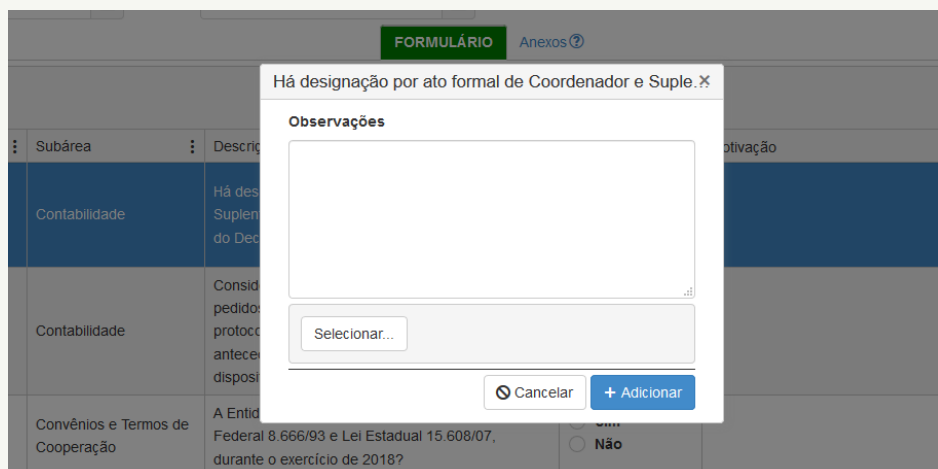 FORMULÁRIO Anexos
Há designação por ato formal de Coordenador e Suple...
Observações
Subárea Descriç otivação
Contabilidade
Há des
Suplen
do Dec
Selecionar...
Contabilidade
Consid
pedidos
protoco
antece
disposi
Cancelar + Adicionar
Convênios e Termos de
Cooperação
A Entid
Federal 8.666/93 e Lei Estadual 15.608/07,
durante o exercício de 2018?
Sim
Não